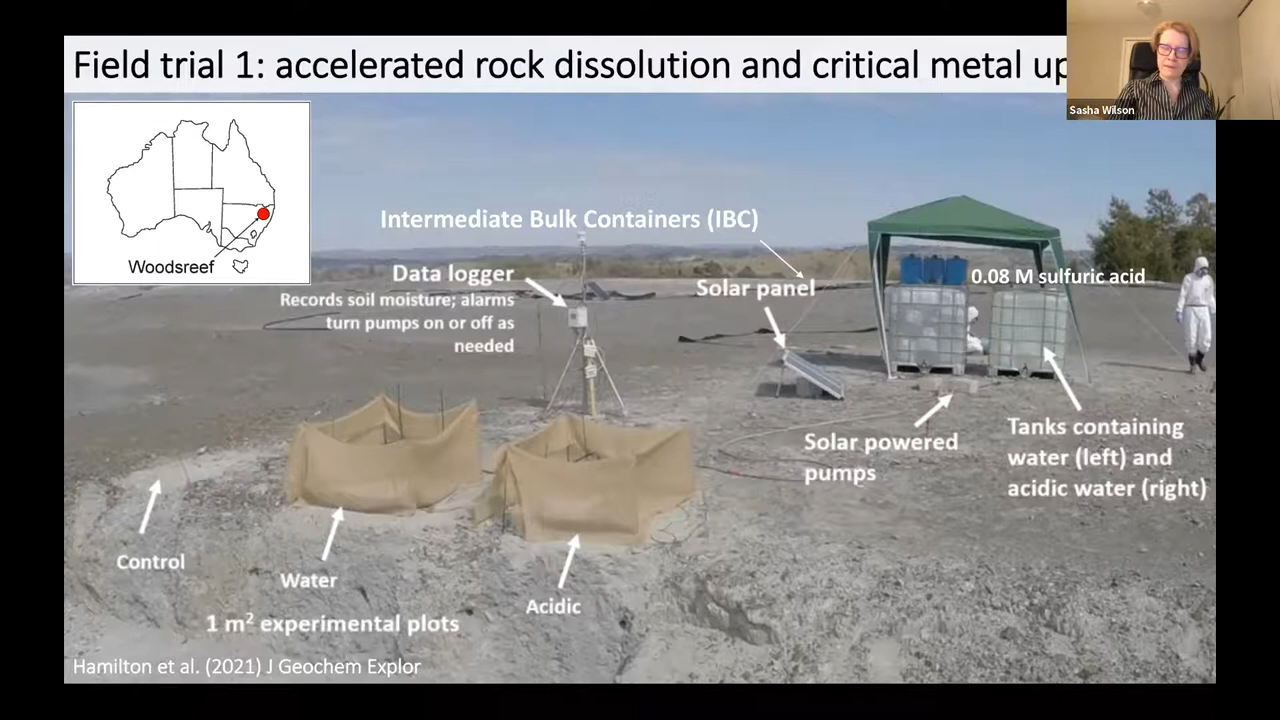 Field trial 1: accelerated rock dissolution and critical metal up
Sasha Wilson
Woodsreef
Intermediate Bulk Containers (IBC)
Data logger
Records soil moisture; alarms
turn pumps on or off as
needed
Solar panel
0.08 M sulfuric acid
Solar powered
pumps
Tanks containing
water (left) and
acidic water (right)
Control
Water
Acidic
1 m² experimental plots
Hamilton et al. (2021) J Geochem Explor